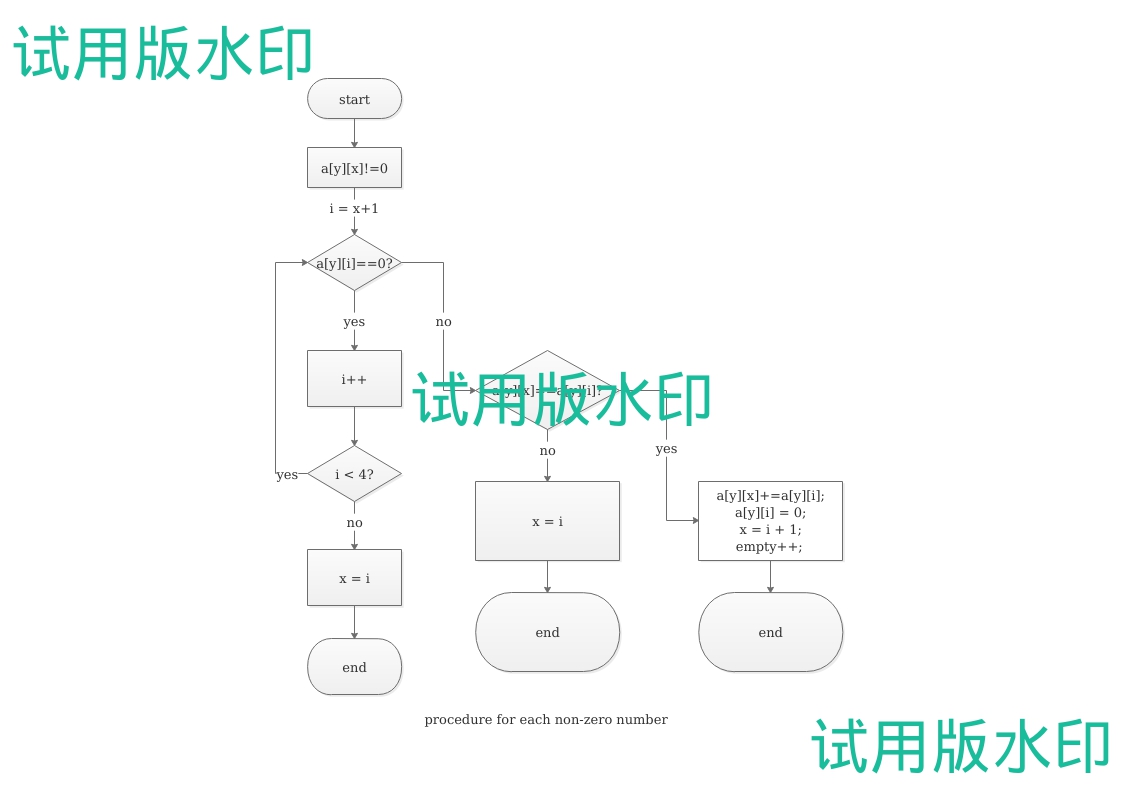 试用版水印
start
a[y][x]!=0
i = x+1
a[y][i]==0?
yes
no
i++
试用版水印
a[y][x]==a[y][i]?
no
yes
yes
i < 4?
no
x = i
a[y][x]+=a[y][i];
a[y][i] = 0;
x = i + 1;
empty++;
x = i
end
end
end
procedure for each non-zero number
试用版水印